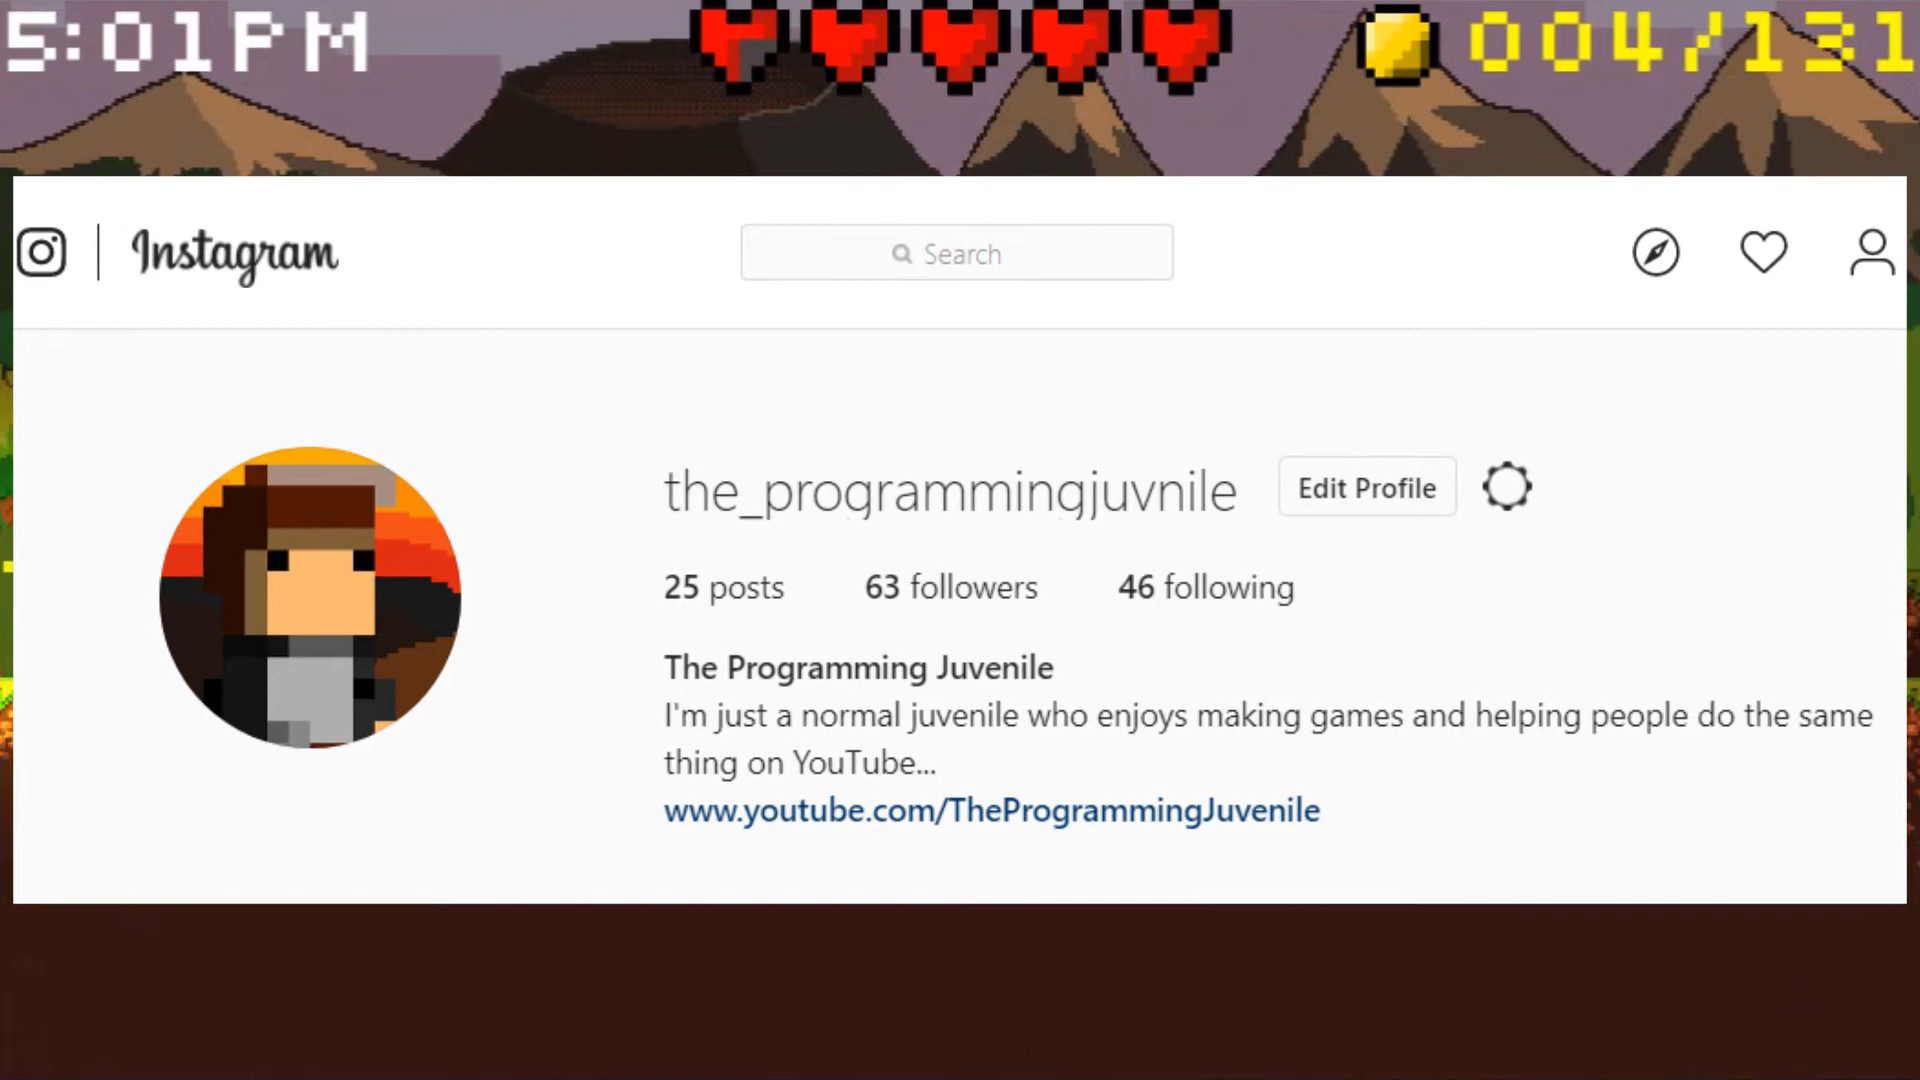 5:01PM 004/131
Instagram Search
the_programmingjuvnile Edit Profile
25 posts 63 followers 46 following
The Programming Juvenile
I'm just a normal juvenile who enjoys making games and helping people do the same
thing on YouTube...
www.youtube.com/TheProgrammingJuvenile